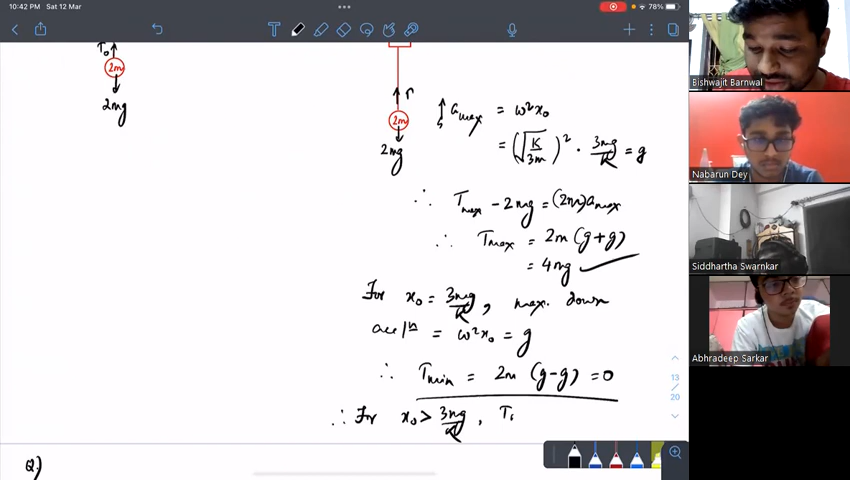 10:42 PM Sat 12 Mar
78%
T₀
2m
2mg
T
2m
2mg
a_max = ω²x₀
= (√(K/3m))² · 3mg/K = g
∴ T_max - 2mg = (2m)a_max
∴ T_max = 2m (g+g)
= 4mg
For x₀ = 3mg/K, max. down
accln = ω²x₀ = g
∴ T_min = 2m (g-g) = 0
∴ For x₀ > 3mg/K, T
Q)
13
20
Bishwajit Barnwal
Nabarun Dey
Siddhartha Swarnkar
Abhradeep Sarkar